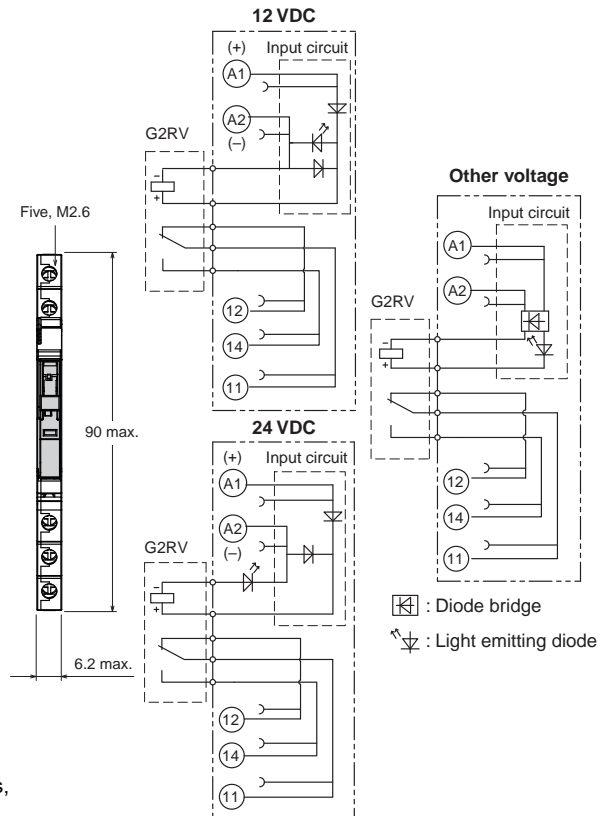 12 VDC
(+) Input circuit
A1
A2
(–)
G2RV
–
+
12
14
11
Five, M2.6
90 max.
6.2 max.
24 VDC
(+) Input circuit
A1
A2
(–)
G2RV
–
+
12
14
11
Other voltage
Input circuit
A1
A2
G2RV
–
+
12
14
11
: Diode bridge
: Light emitting diode
s,